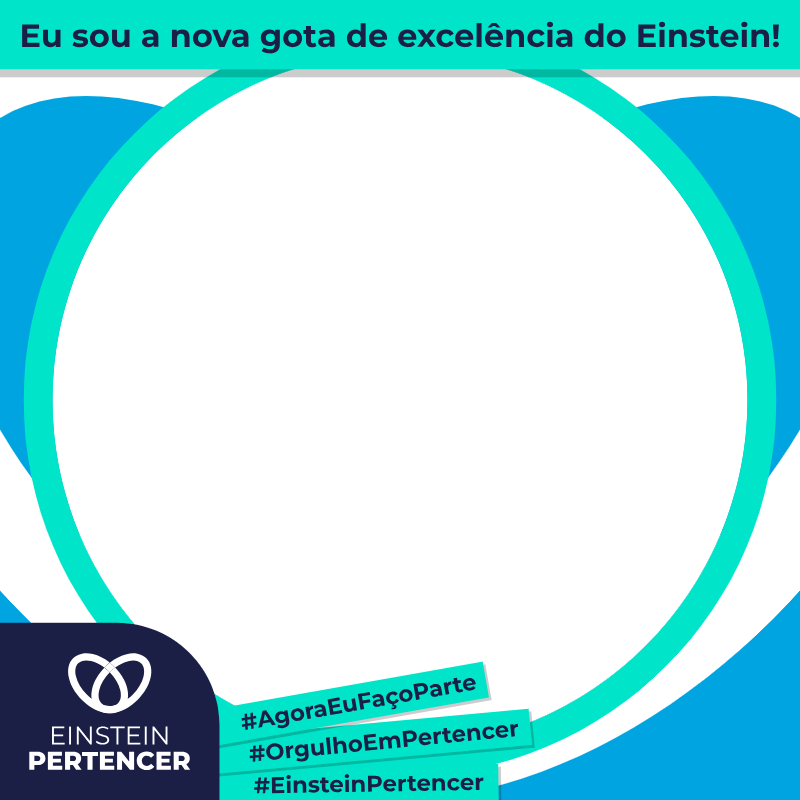 Eu sou a nova gota de excelência do Einstein!
#AgoraEuFaçoParte
#OrgulhoEmPertencer
#EinsteinPertencer
EINSTEIN
PERTENCER